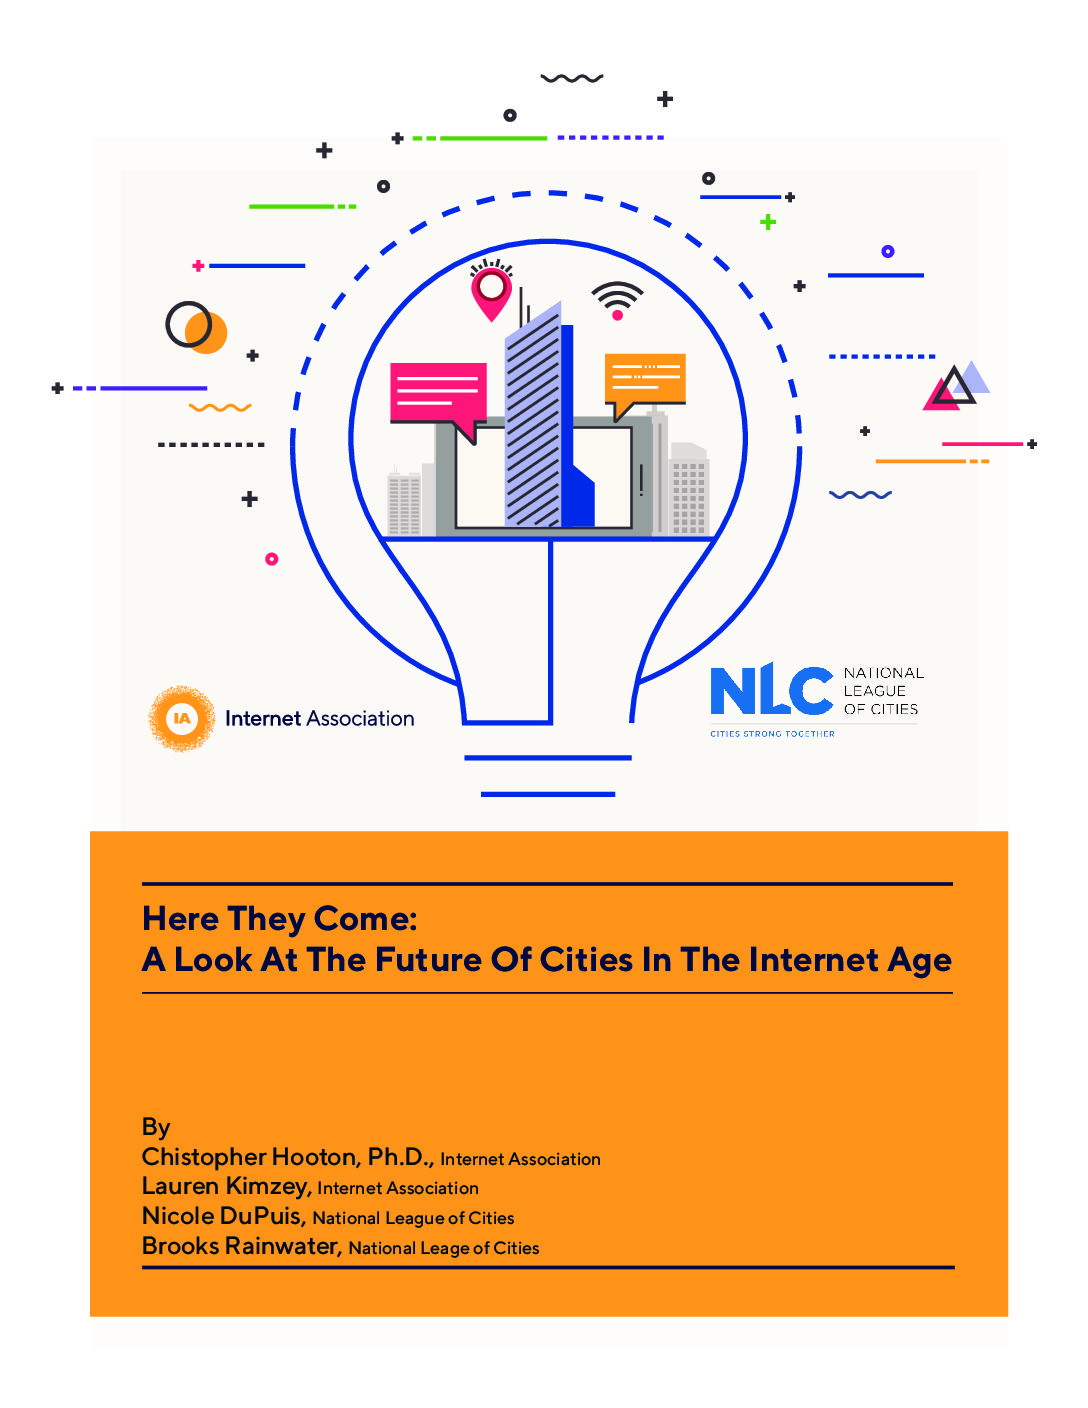 IA
Internet Association
NLC
NATIONAL
LEAGUE
OF CITIES
CITIES STRONG TOGETHER
Here They Come:
A Look At The Future Of Cities In The Internet Age
By
Chistopher Hooton, Ph.D., Internet Association
Lauren Kimzey, Internet Association
Nicole DuPuis, National League of Cities
Brooks Rainwater, National Leage of Cities